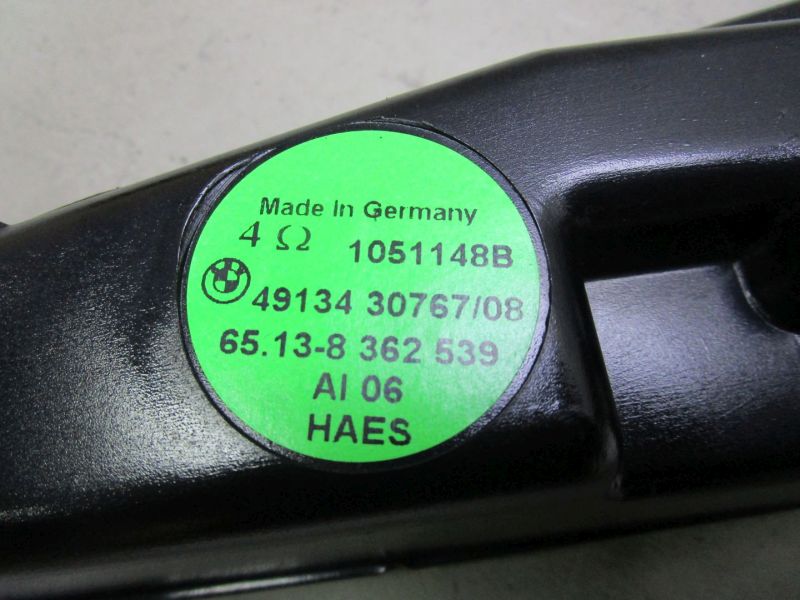 Made In Germany
4 Ω 1051148B
49134 30767/08
65.13-8 362 539
AI 06
HAES